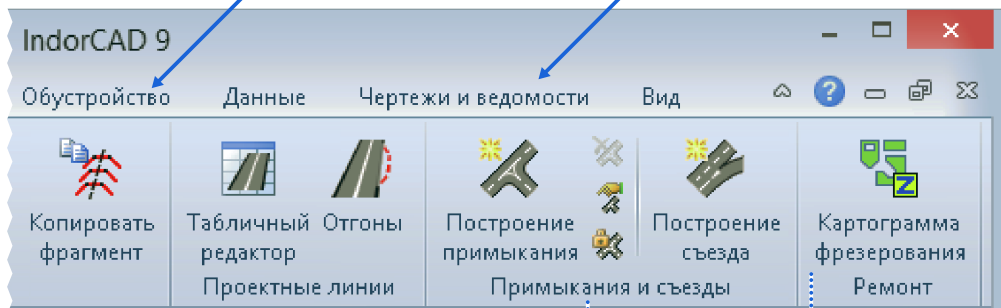 IndorCAD 9
Обустройство Данные Чертежи и ведомости Вид
Копировать фрагмент
Табличный редактор
Отгоны
Построение примыкания
Построение съезда
Картограмма фрезерования
Проектные линии
Примыкания и съезды
Ремонт